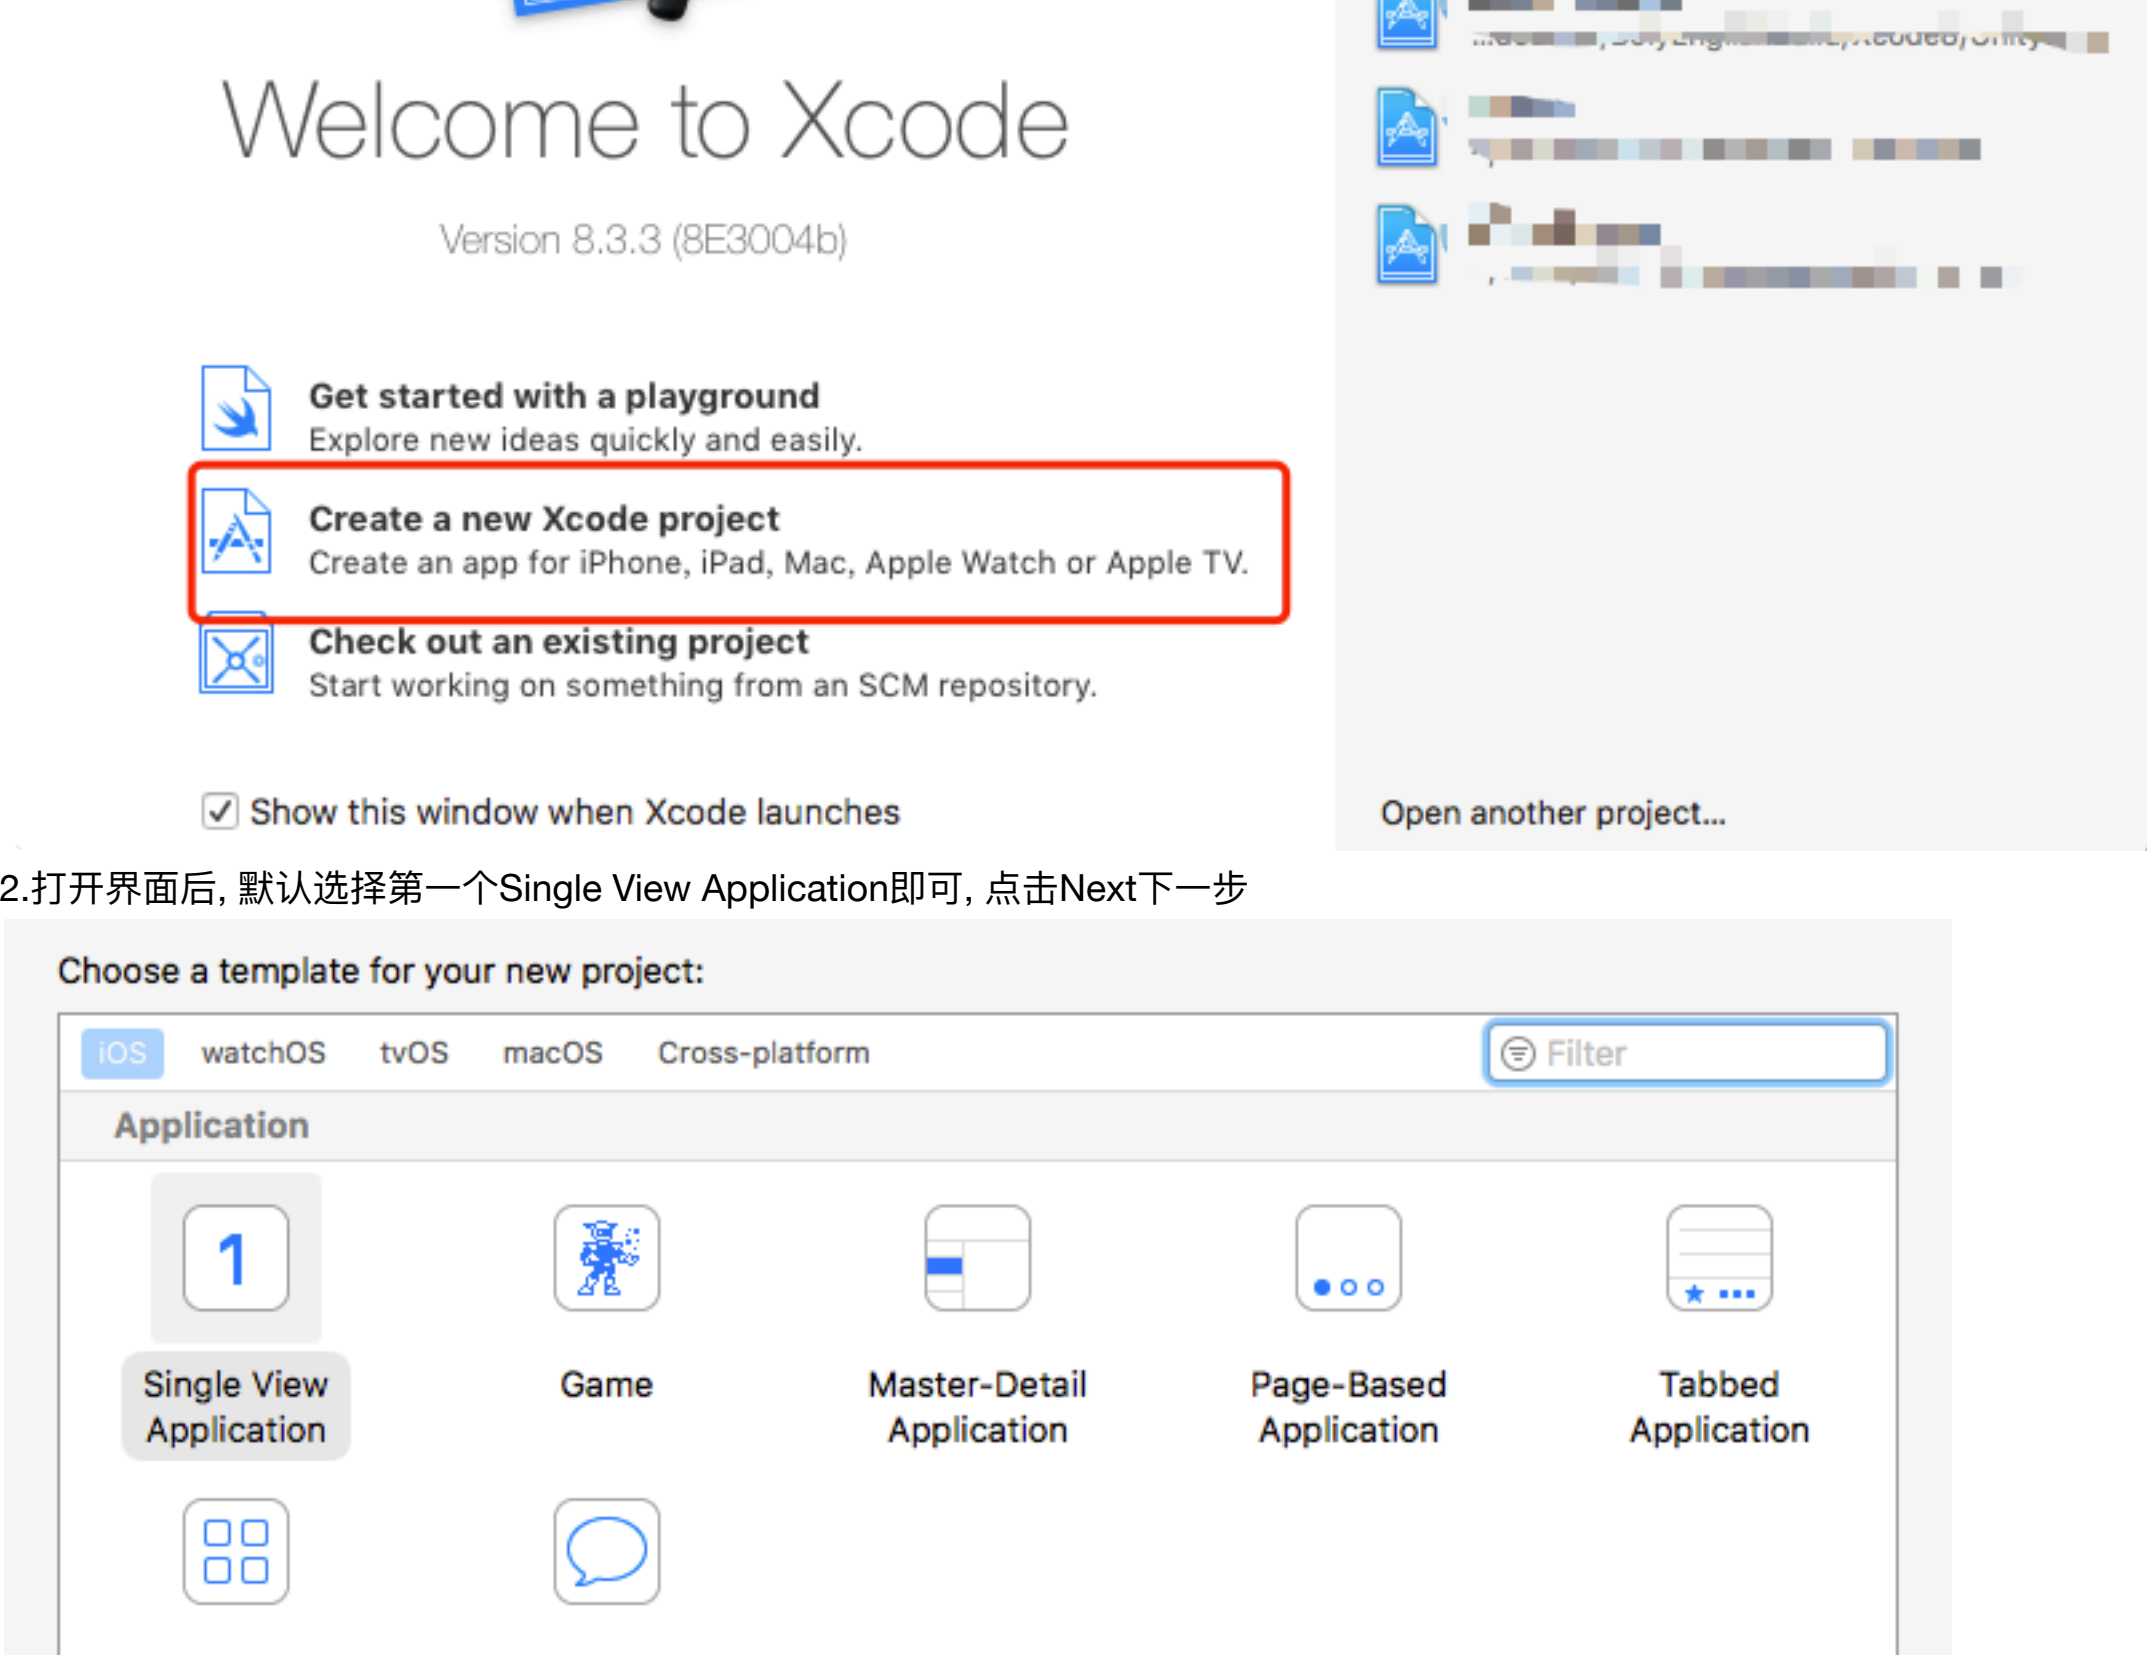 Welcome to Xcode
Version 8.3.3 (8E3004b)
Get started with a playground
Explore new ideas quickly and easily.
Create a new Xcode project
Create an app for iPhone, iPad, Mac, Apple Watch or Apple TV.
Check out an existing project
Start working on something from an SCM repository.
Show this window when Xcode launches
Open another project...
2.打开界面后, 默认选择第一个Single View Application即可, 点击Next下一步
Choose a template for your new project:
iOS watchOS tvOS macOS Cross-platform
Filter
Application
1
Single View
Application
Game
Master-Detail
Application
Page-Based
Application
Tabbed
Application